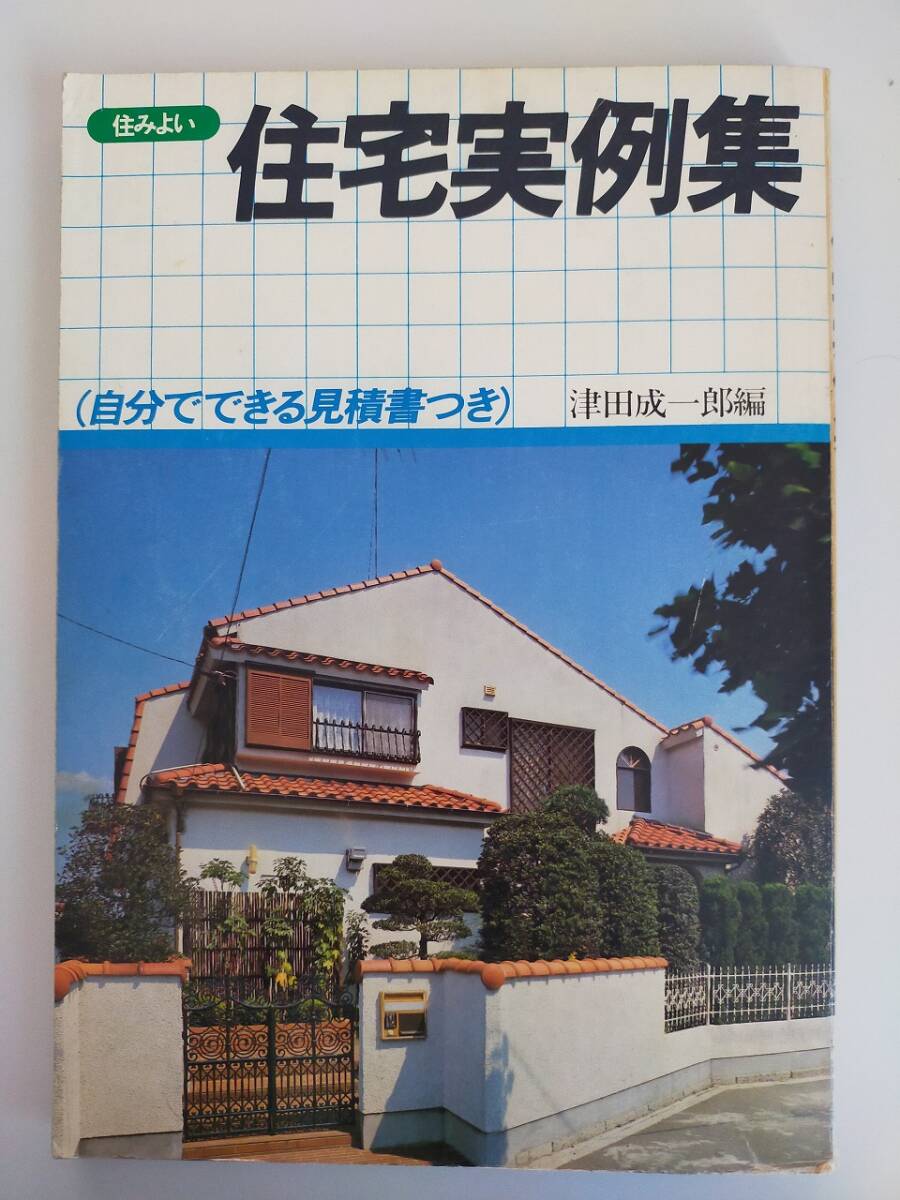 住みよい
住宅実例集
(自分でできる見積書つき)
津田成一郎編